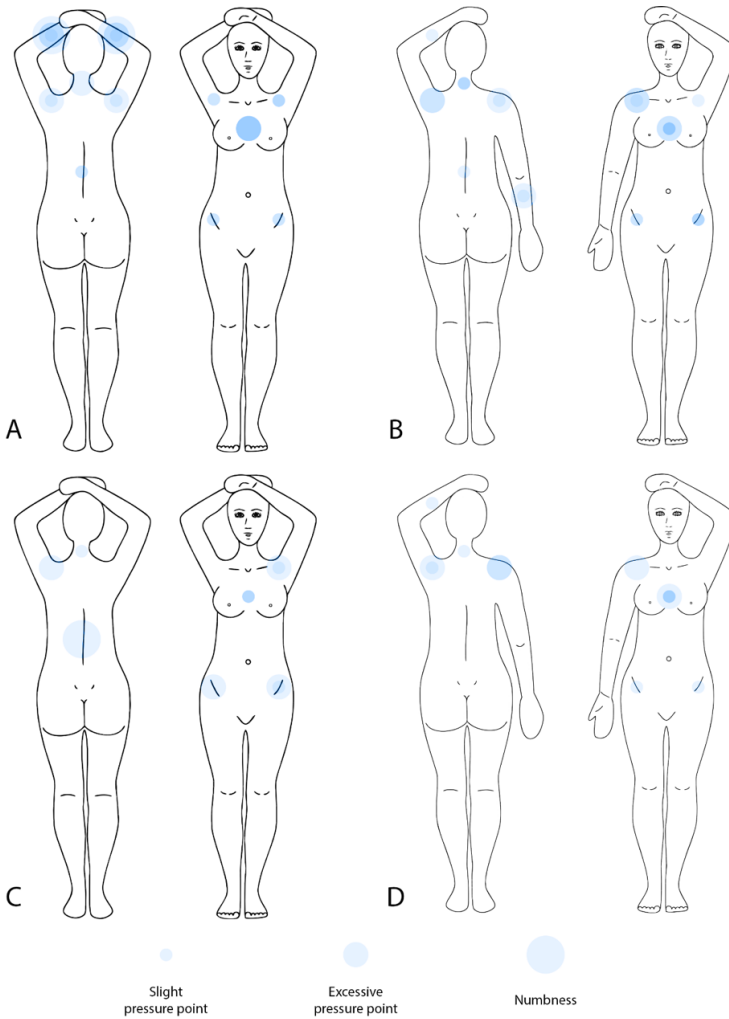 A
B
C
D
Slight
pressure point
Excessive
pressure point
Numbness